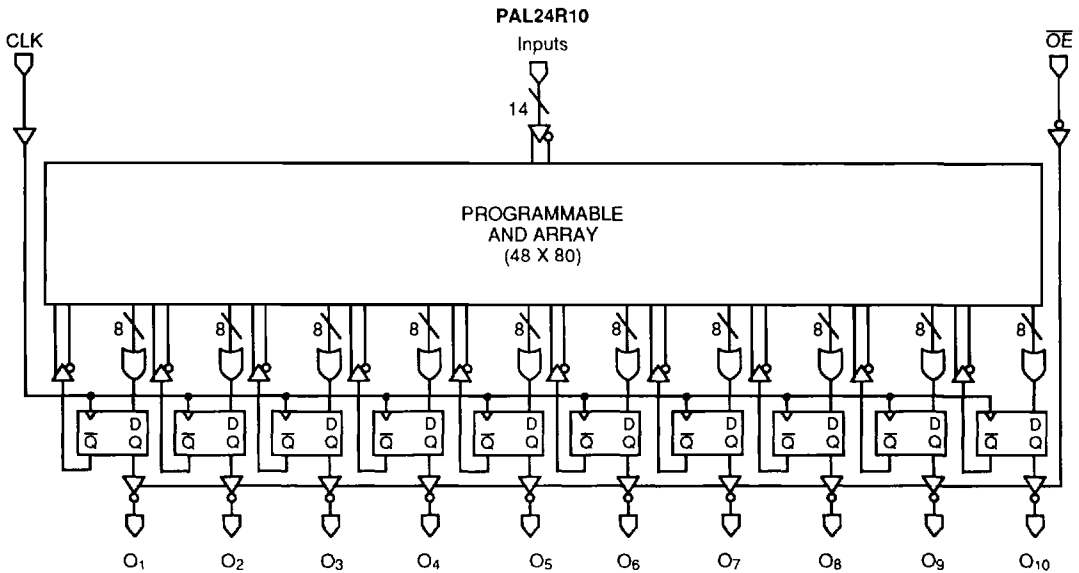 PAL24R10
CLK
Inputs
OE
14
PROGRAMMABLE
AND ARRAY
(48 X 80)
8 8 8 8 8 8 8 8 8 8
D D D D D D D D D D
Q Q Q Q Q Q Q Q Q Q Q Q Q Q Q Q Q Q Q Q
O1 O2 O3 O4 O5 O6 O7 O8 O9 O10